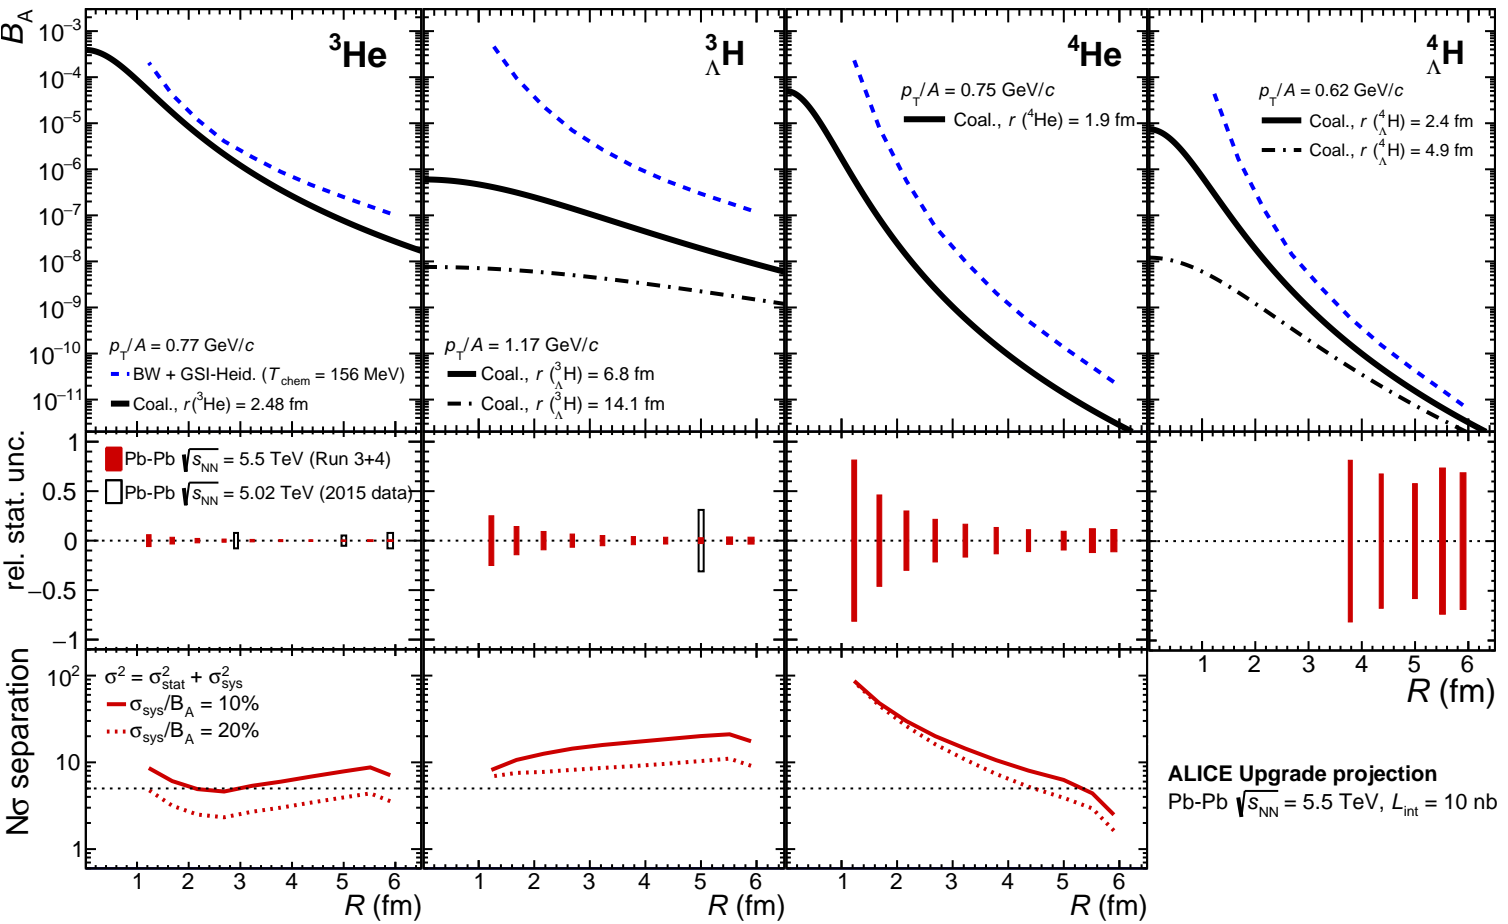 B_A
10⁻³
10⁻⁴
10⁻⁵
10⁻⁶
10⁻⁷
10⁻⁸
10⁻⁹
10⁻¹⁰
10⁻¹¹
³He
p_T/A = 0.77 GeV/c
BW + GSI-Heid. (T_chem = 156 MeV)
Coal., r(³He) = 2.48 fm
³_ΛH
p_T/A = 1.17 GeV/c
Coal., r (³_ΛH) = 6.8 fm
Coal., r (³_ΛH) = 14.1 fm
⁴He
p_T/A = 0.75 GeV/c
Coal., r (⁴He) = 1.9 fm
⁴_ΛH
p_T/A = 0.62 GeV/c
Coal., r (⁴_ΛH) = 2.4 fm
Coal., r (⁴_ΛH) = 4.9 fm
rel. stat. unc.
1
0.5
0
−0.5
−1
Pb-Pb √s_NN = 5.5 TeV (Run 3+4)
Pb-Pb √s_NN = 5.02 TeV (2015 data)
1 2 3 4 5 6
R (fm)
Nσ separation
10²
10
1
σ² = σ²_stat + σ²_sys
σ_sys/B_A = 10%
σ_sys/B_A = 20%
1 2 3 4 5 6
R (fm)
1 2 3 4 5 6
R (fm)
1 2 3 4 5 6
R (fm)
ALICE Upgrade projection
Pb-Pb √s_NN = 5.5 TeV, L_int = 10 nb